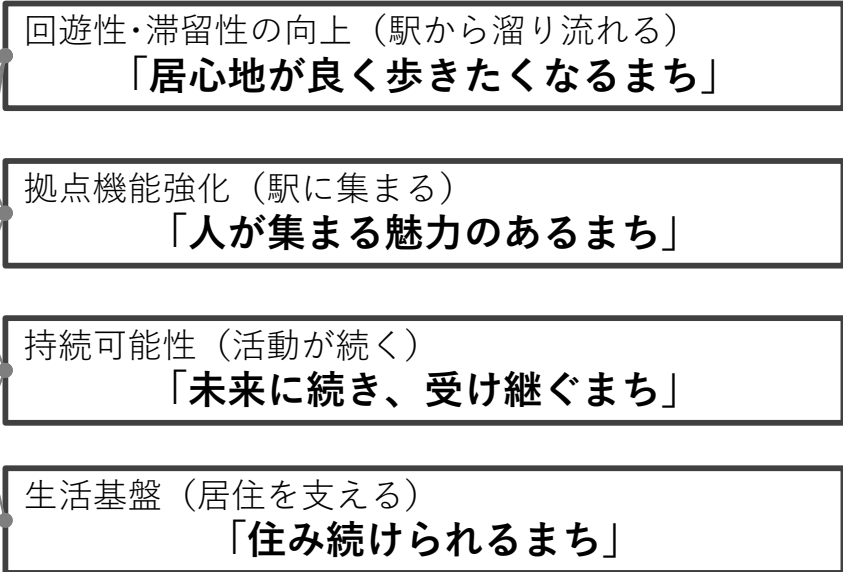 回遊性・滞留性の向上（駅から溜り流れる）
「居心地が良く歩きたくなるまち」
拠点機能強化（駅に集まる）
「人が集まる魅力のあるまち」
持続可能性（活動が続く）
「未来に続き、受け継ぐまち」
生活基盤（居住を支える）
「住み続けられるまち」